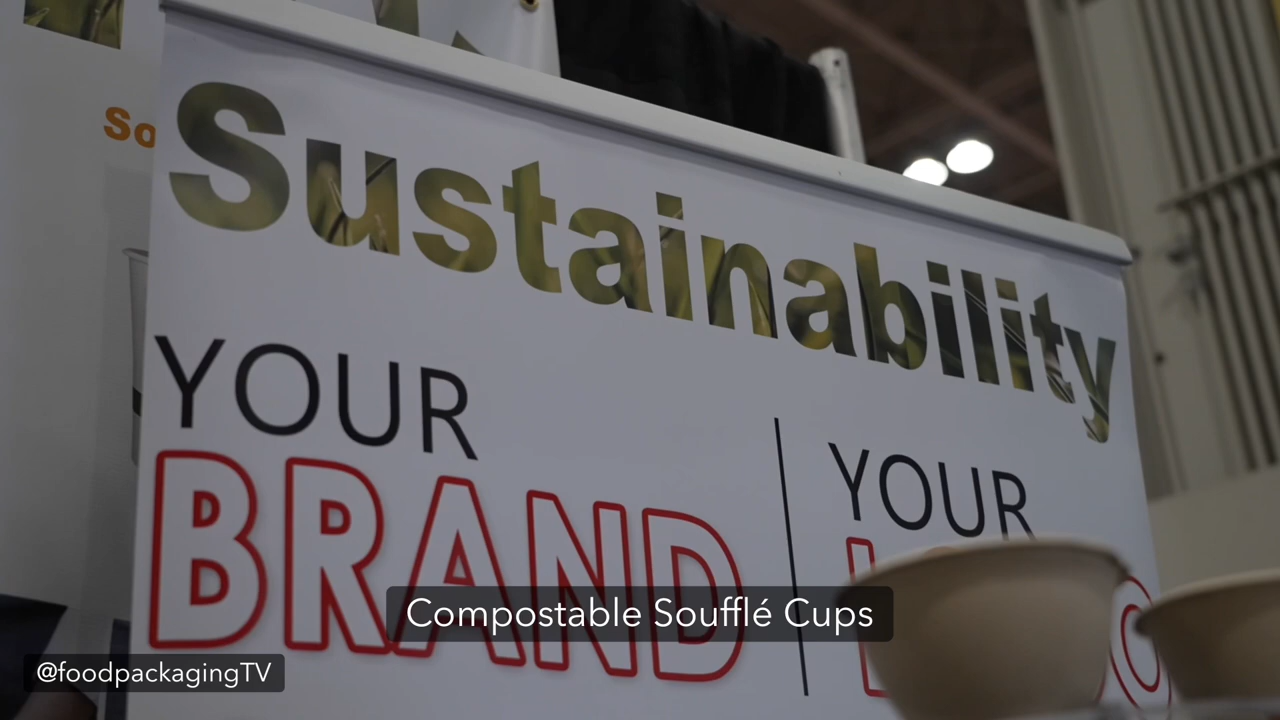 So
Sustainability
YOUR
BRAND
YOUR
Compostable Soufflé Cups
@foodpackagingTV